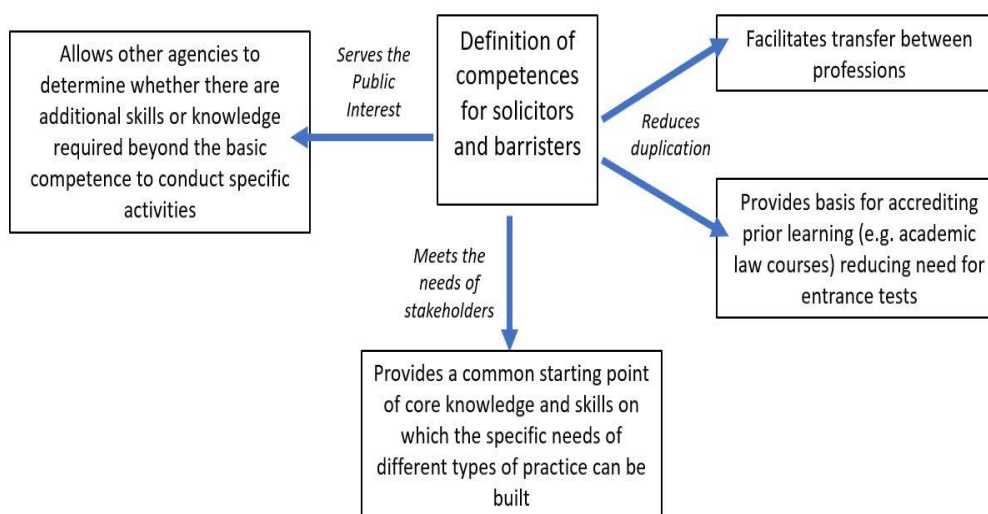 Allows other agencies to
determine whether there are
additional skills or knowledge
required beyond the basic
competence to conduct specific
activities
Serves the
Public
Interest
Definition of
competences
for solicitors
and barristers
Facilitates transfer between
professions
Reduces
duplication
Provides basis for accrediting
prior learning (e.g. academic
law courses) reducing need for
entrance tests
Meets the
needs of
stakeholders
Provides a common starting point
of core knowledge and skills on
which the specific needs of
different types of practice can be
built